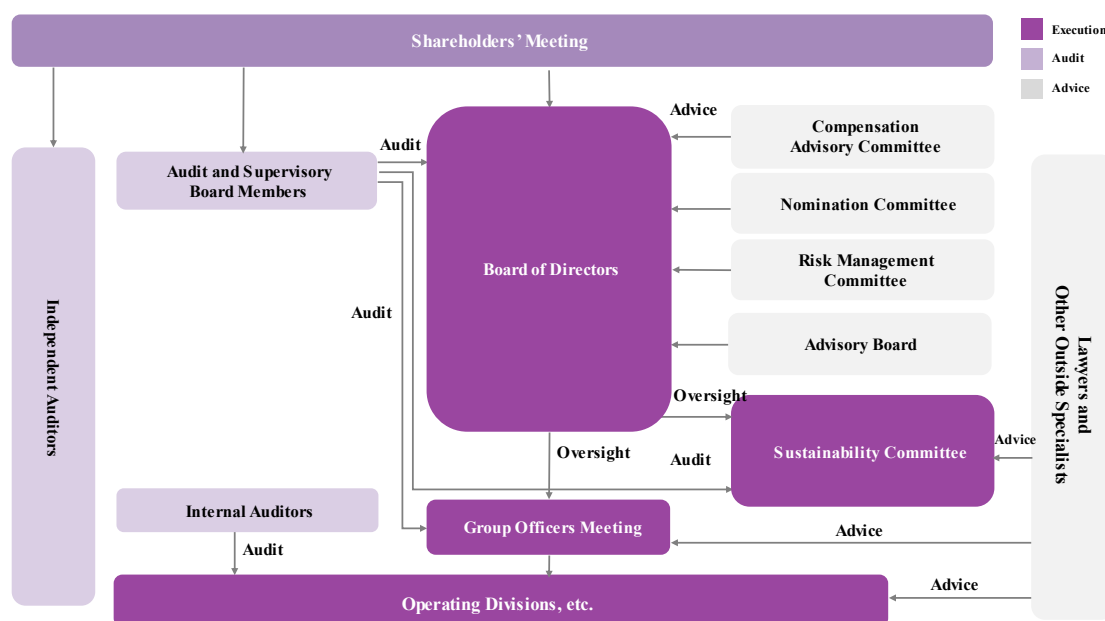 Shareholders’ Meeting
Execution
Audit
Advice
Advice
Compensation
Advisory Committee
Audit
Audit and Supervisory
Board Members
Nomination Committee
Board of Directors
Risk Management
Committee
Audit
Advisory Board
Independent Auditors
Lawyers and
Other Outside Specialists
Oversight
Oversight
Audit
Sustainability Committee
Advice
Internal Auditors
Group Officers Meeting
Advice
Audit
Advice
Operating Divisions, etc.